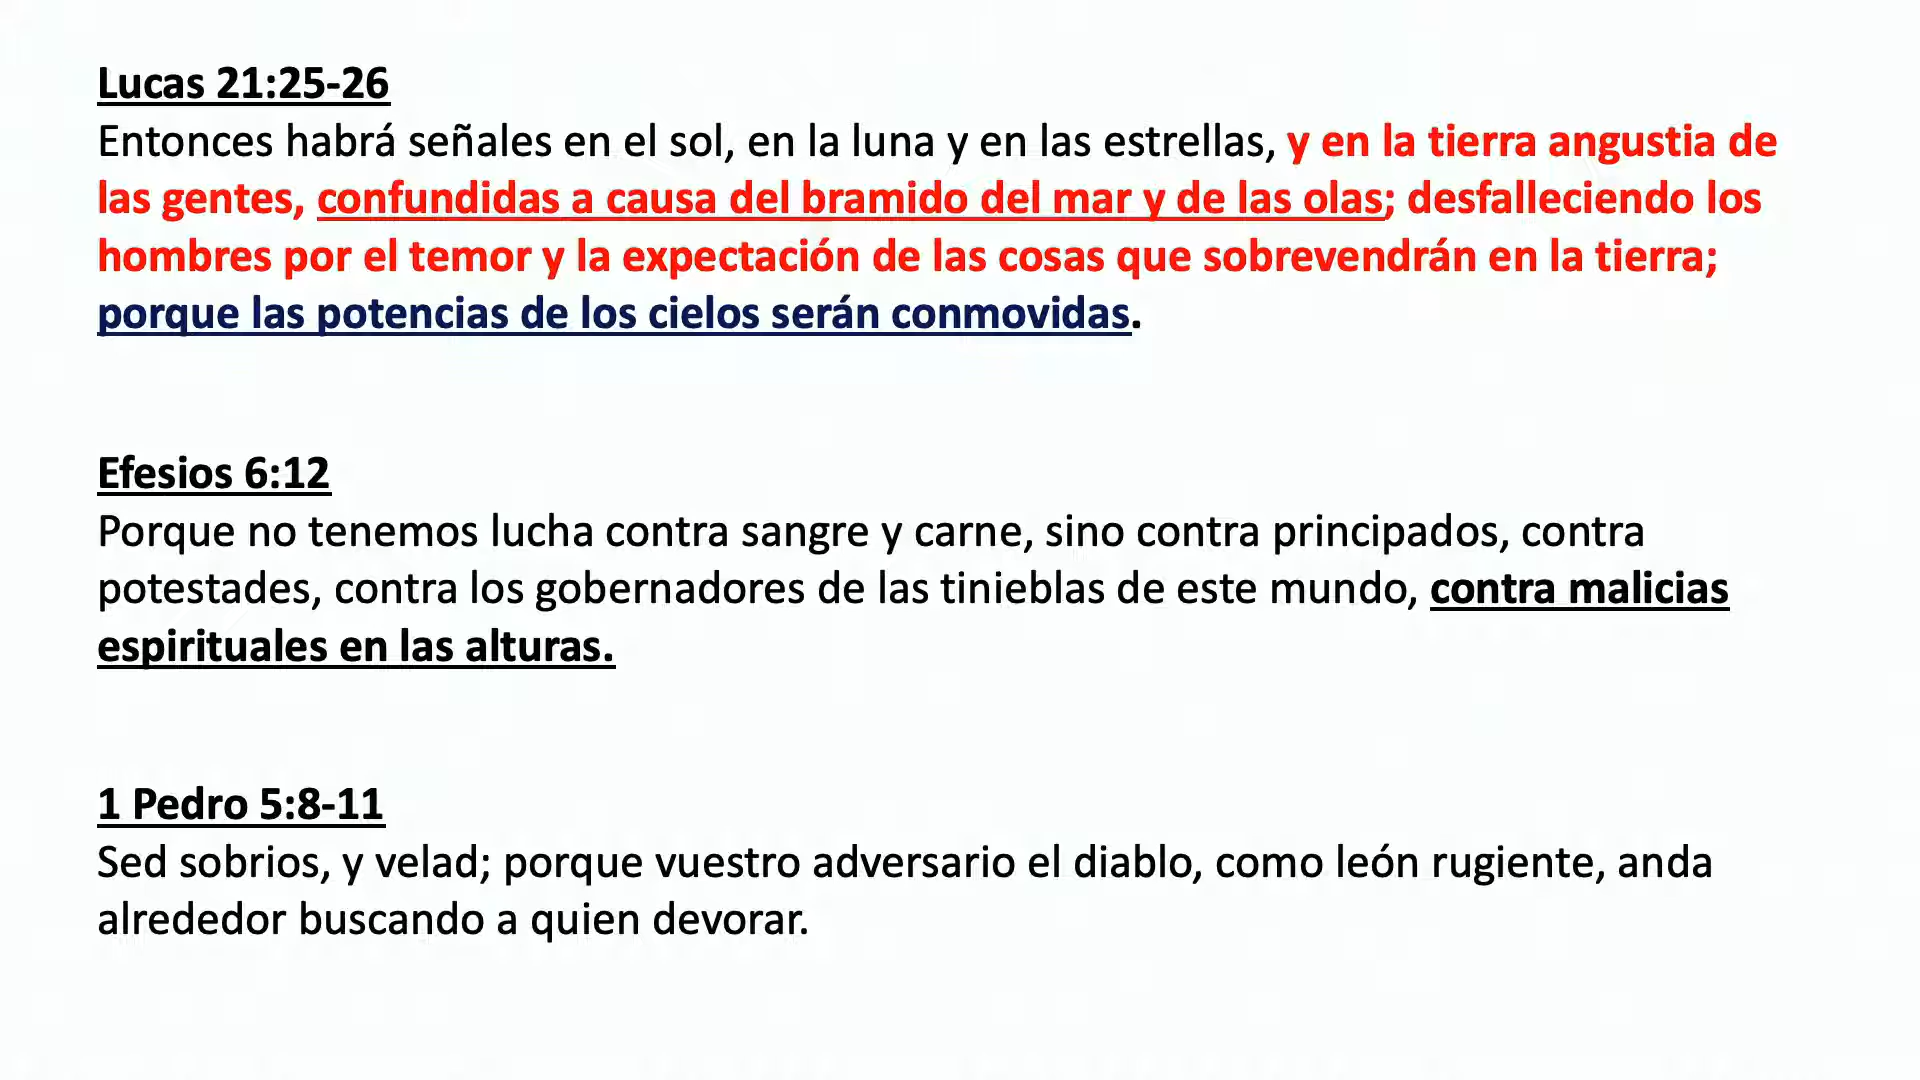 Lucas 21:25-26
Entonces habrá señales en el sol, en la luna y en las estrellas, y en la tierra angustia de
las gentes, confundidas a causa del bramido del mar y de las olas; desfalleciendo los
hombres por el temor y la expectación de las cosas que sobrevendrán en la tierra;
porque las potencias de los cielos serán conmovidas.
Efesios 6:12
Porque no tenemos lucha contra sangre y carne, sino contra principados, contra
potestades, contra los gobernadores de las tinieblas de este mundo, contra malicias
espirituales en las alturas.
1 Pedro 5:8-11
Sed sobrios, y velad; porque vuestro adversario el diablo, como león rugiente, anda
alrededor buscando a quien devorar.